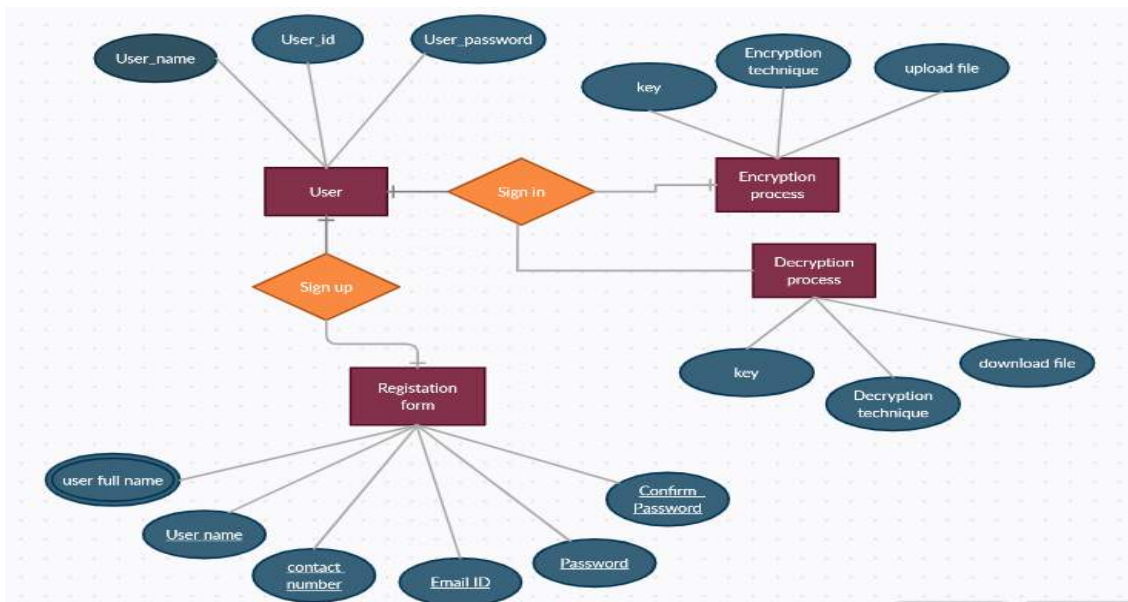 User_name
User_id
User_password
Encryption
technique
key
upload file
User
Sign in
Encryption
process
Decryption
process
Sign up
key
download file
Decryption
technique
Registation
form
user full name
User name
contact
number
Email ID
Password
Confirm
Password